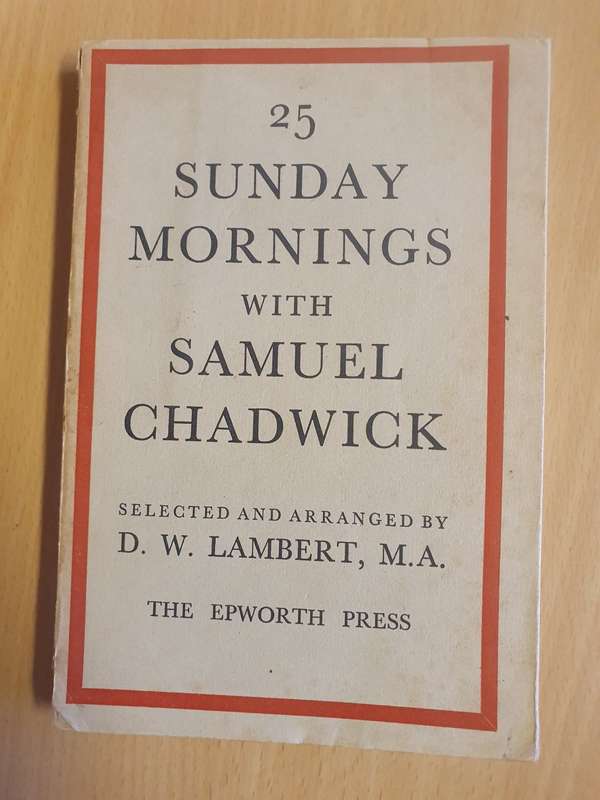 25
SUNDAY
MORNINGS
WITH
SAMUEL
CHADWICK
SELECTED AND ARRANGED BY
D. W. LAMBERT, M.A.
THE EPWORTH PRESS